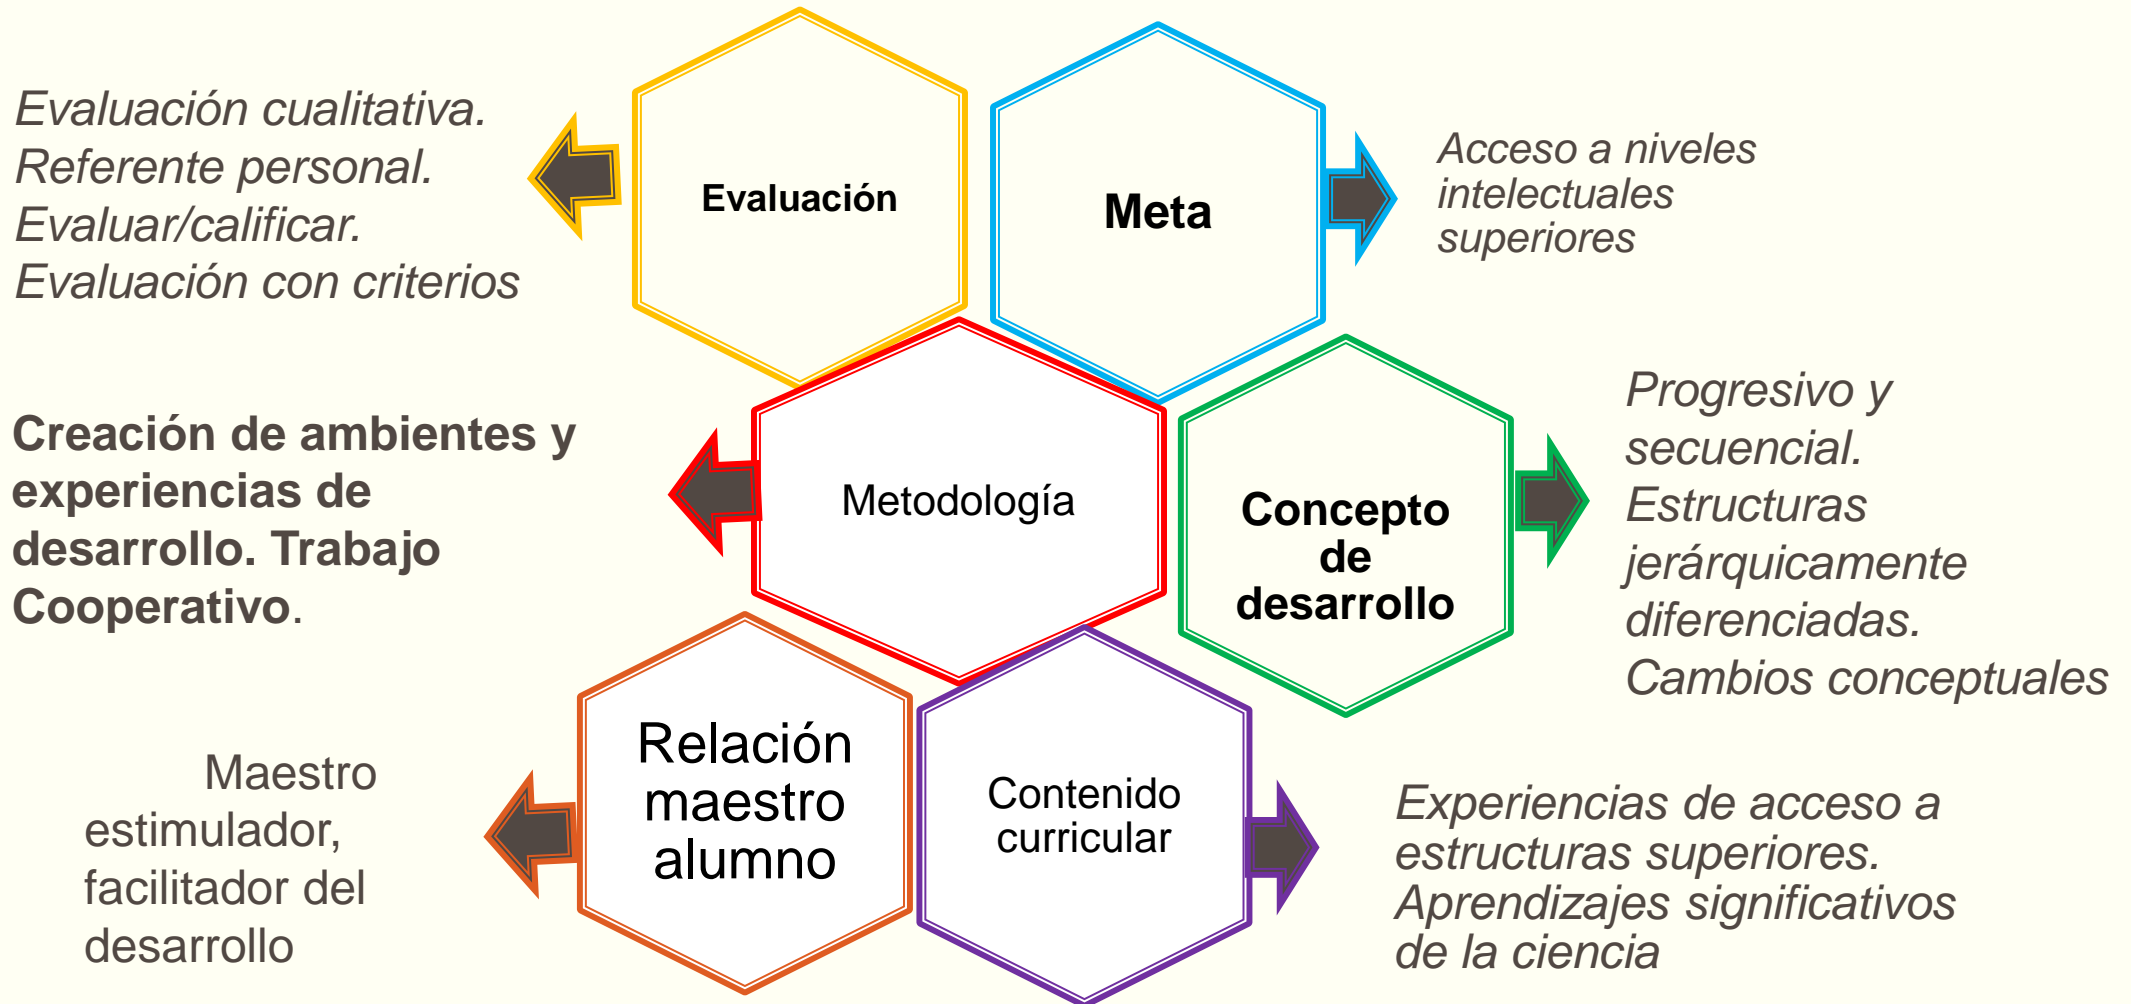 Evaluación cualitativa.
Referente personal.
Evaluar/calificar.
Evaluación con criterios
Evaluación
Meta
Acceso a niveles
intelectuales
superiores
Creación de ambientes y
experiencias de
desarrollo. Trabajo
Cooperativo.
Metodología
Concepto
de
desarrollo
Progresivo y
secuencial.
Estructuras
jerárquicamente
diferenciadas.
Cambios conceptuales
Maestro
estimulador,
facilitador del
desarrollo
Relación
maestro
alumno
Contenido
curricular
Experiencias de acceso a
estructuras superiores.
Aprendizajes significativos
de la ciencia